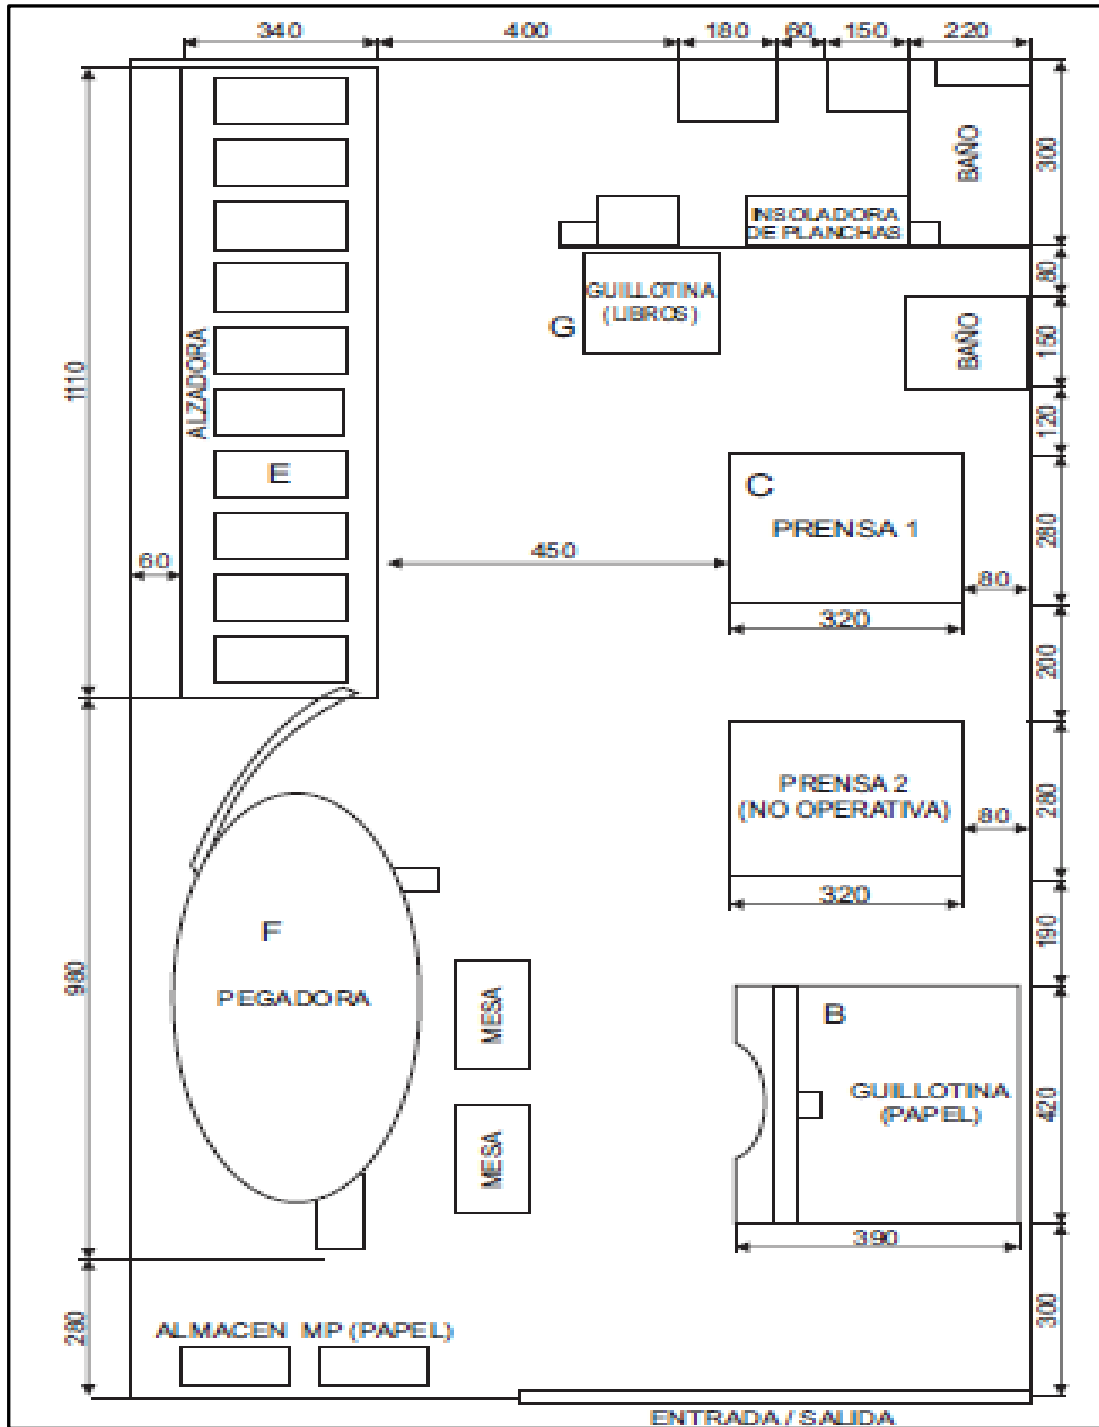 340
400
180
60
150
220
BAÑO
300
INSOLADORA
DE PLANCHAS
80
GUILLOTINA
(LIBROS)
G
BAÑO
150
ALZADORA
1110
120
E
C
PRENSA 1
280
450
60
80
320
200
PRENSA 2
(NO OPERATIVA)
280
80
320
190
F
PEGADORA
980
MESA
B
GUILLOTINA
(PAPEL)
420
MESA
390
280
300
ALMACEN MP (PAPEL)
ENTRADA / SALIDA